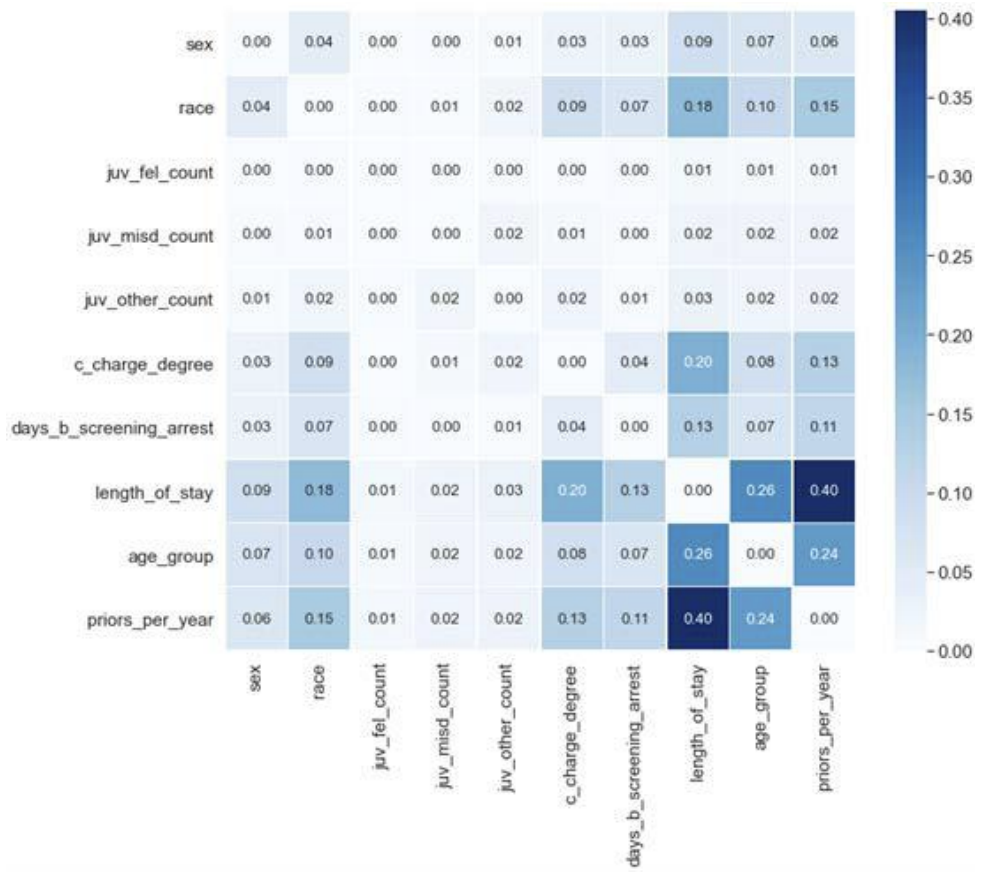 sex 0.00 0.04 0.00 0.00 0.01 0.03 0.03 0.09 0.07 0.06
race 0.04 0.00 0.00 0.01 0.02 0.09 0.07 0.18 0.10 0.15
juv_fel_count 0.00 0.00 0.00 0.00 0.00 0.00 0.00 0.01 0.01 0.01
juv_misd_count 0.00 0.01 0.00 0.00 0.02 0.01 0.00 0.02 0.02 0.02
juv_other_count 0.01 0.02 0.00 0.02 0.00 0.02 0.01 0.03 0.02 0.02
c_charge_degree 0.03 0.09 0.00 0.01 0.02 0.00 0.04 0.20 0.08 0.13
days_b_screening_arrest 0.03 0.07 0.00 0.00 0.01 0.04 0.00 0.13 0.07 0.11
length_of_stay 0.09 0.18 0.01 0.02 0.03 0.20 0.13 0.00 0.26 0.40
age_group 0.07 0.10 0.01 0.02 0.02 0.08 0.07 0.26 0.00 0.24
priors_per_year 0.06 0.15 0.01 0.02 0.02 0.13 0.11 0.40 0.24 0.00
sex
race
juv_fel_count
juv_misd_count
juv_other_count
c_charge_degree
days_b_screening_arrest
length_of_stay
age_group
priors_per_year
0.40
0.35
0.30
0.25
0.20
0.15
0.10
0.05
0.00